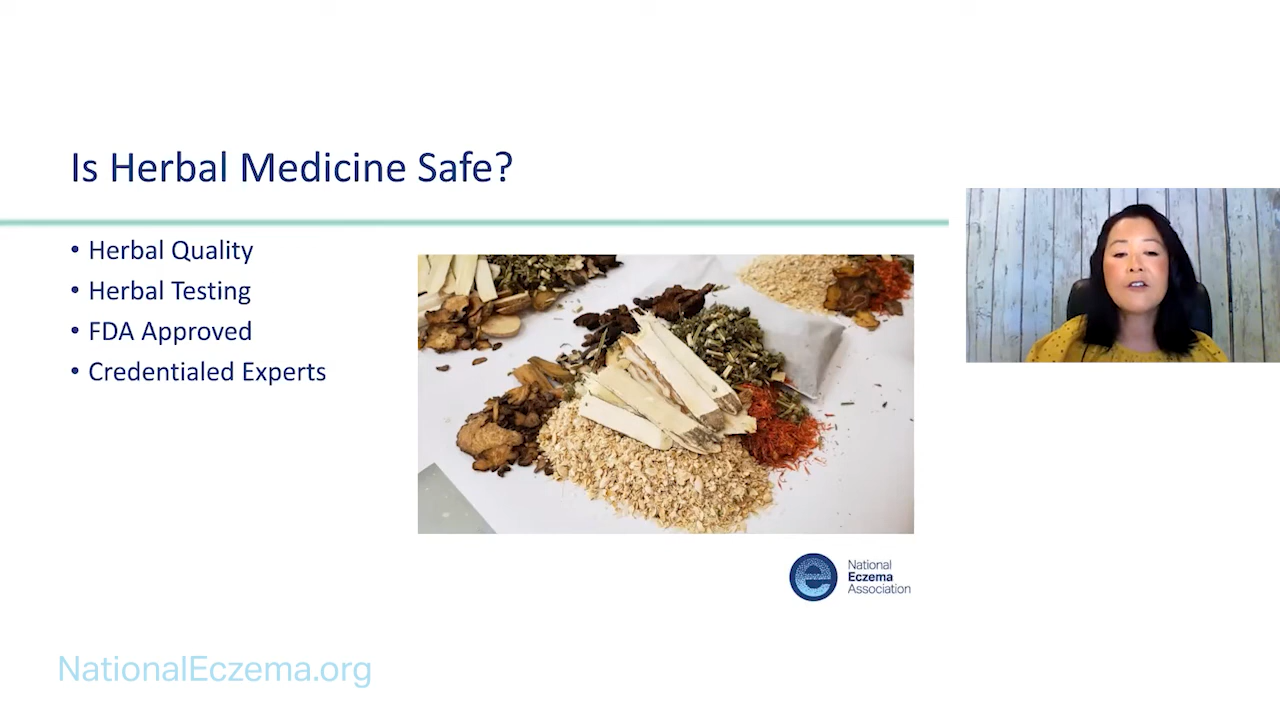 Is Herbal Medicine Safe?
• Herbal Quality
• Herbal Testing
• FDA Approved
• Credentialed Experts
National
Eczema
Association
NationalEczema.org